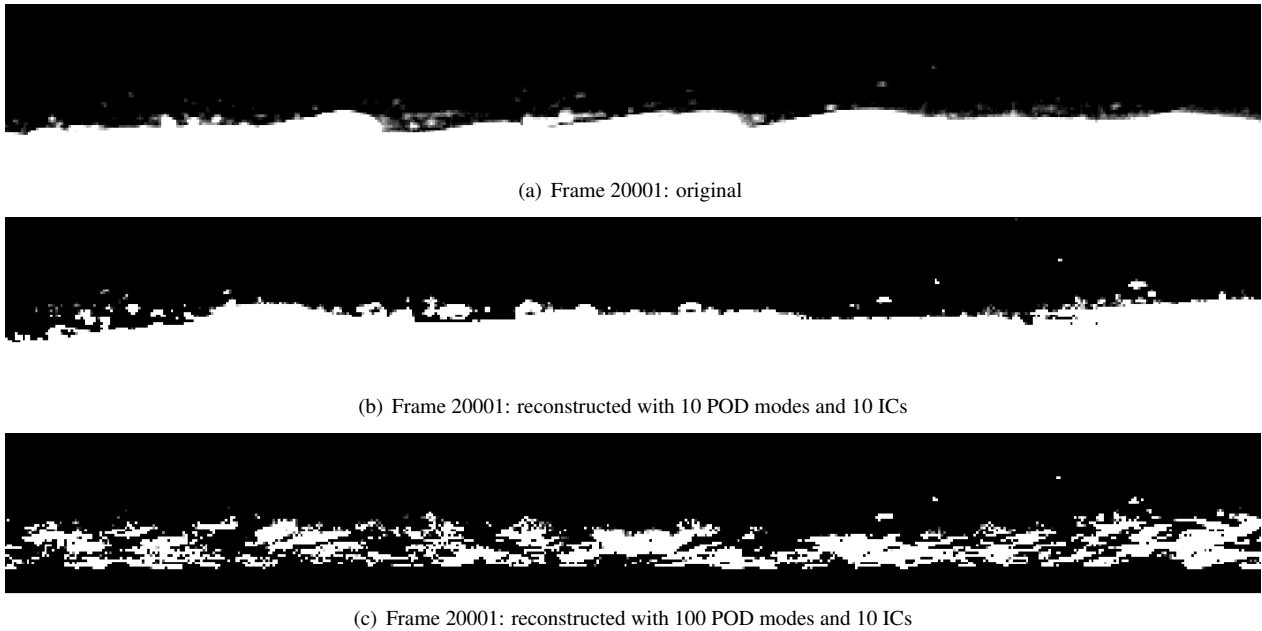 (a) Frame 20001: original
(b) Frame 20001: reconstructed with 10 POD modes and 10 ICs
(c) Frame 20001: reconstructed with 100 POD modes and 10 ICs